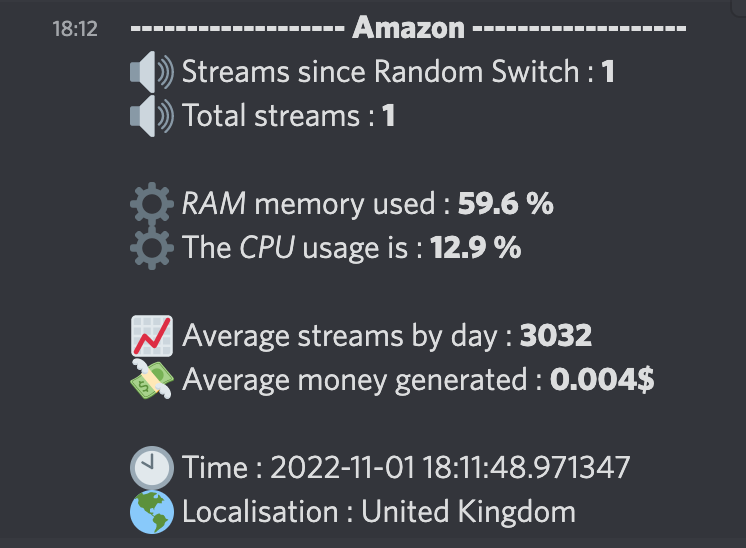 18:12 ------------------- Amazon -------------------
Streams since Random Switch : 1
Total streams : 1
RAM memory used : 59.6 %
The CPU usage is : 12.9 %
Average streams by day : 3032
Average money generated : 0.004$
Time : 2022-11-01 18:11:48.971347
Localisation : United Kingdom